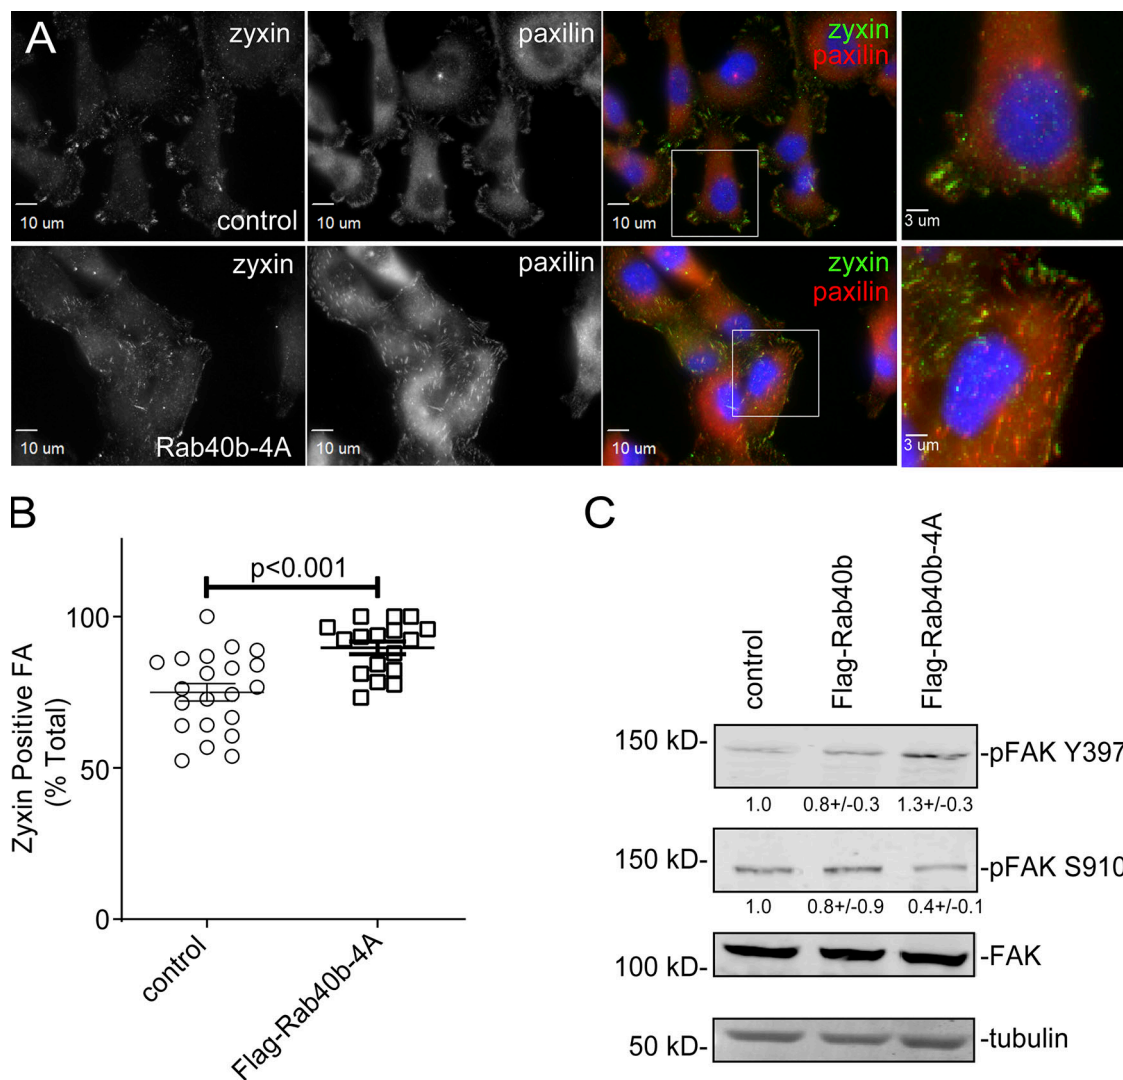 A
zyxin
paxilin
zyxin
paxilin
10 um
control
10 um
10 um
3 um
zyxin
paxilin
zyxin
paxilin
10 um
Rab40b-4A
10 um
10 um
3 um
B
p<0.001
100
50
0
Zyxin Positive FA
(% Total)
control
Flag-Rab40b-4A
C
control
Flag-Rab40b
Flag-Rab40b-4A
150 kD-
-pFAK Y397
1.0 0.8+/-0.3 1.3+/-0.3
150 kD-
-pFAK S910
1.0 0.8+/-0.9 0.4+/-0.1
100 kD-
-FAK
50 kD-
-tubulin